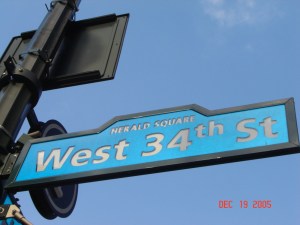 HERALD SQUARE
West 34th St
DEC 19 2005